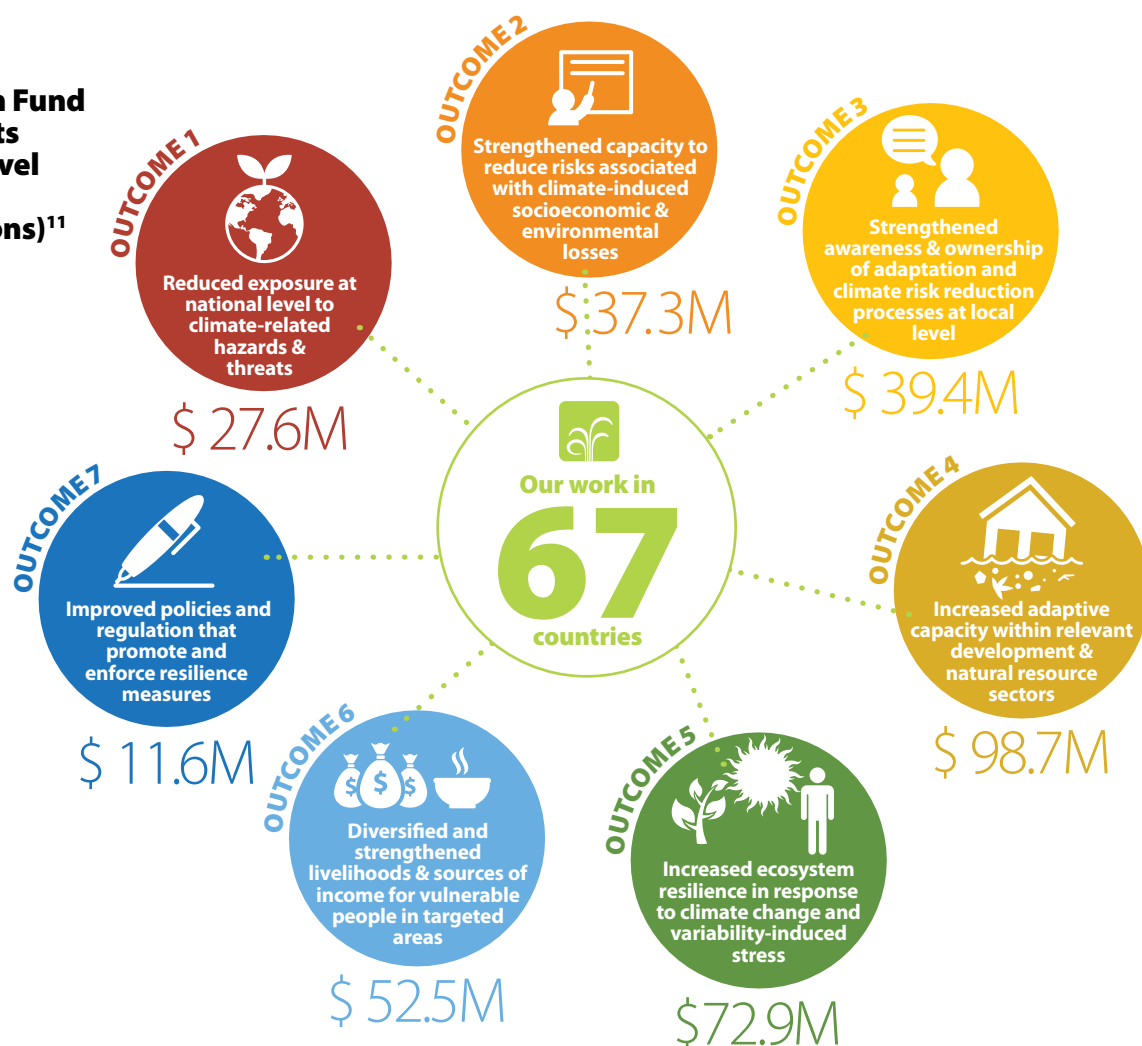 n Fund
ts
vel
ons)¹¹
OUTCOME 1
Reduced exposure at
national level to
climate-related
hazards &
threats
$ 27.6M
OUTCOME 2
Strengthened capacity to
reduce risks associated
with climate-induced
socioeconomic &
environmental
losses
$ 37.3M
OUTCOME 3
Strengthened
awareness & ownership
of adaptation and
climate risk reduction
processes at local
level
$ 39.4M
Our work in
67
countries
OUTCOME 4
Increased adaptive
capacity within relevant
development &
natural resource
sectors
$ 98.7M
OUTCOME 5
Increased ecosystem
resilience in response
to climate change and
variability-induced
stress
$72.9M
OUTCOME 6
$ $ $
Diversified and
strengthened
livelihoods & sources of
income for vulnerable
people in targeted
areas
$ 52.5M
OUTCOME 7
Improved policies and
regulation that
promote and
enforce resilience
measures
$ 11.6M